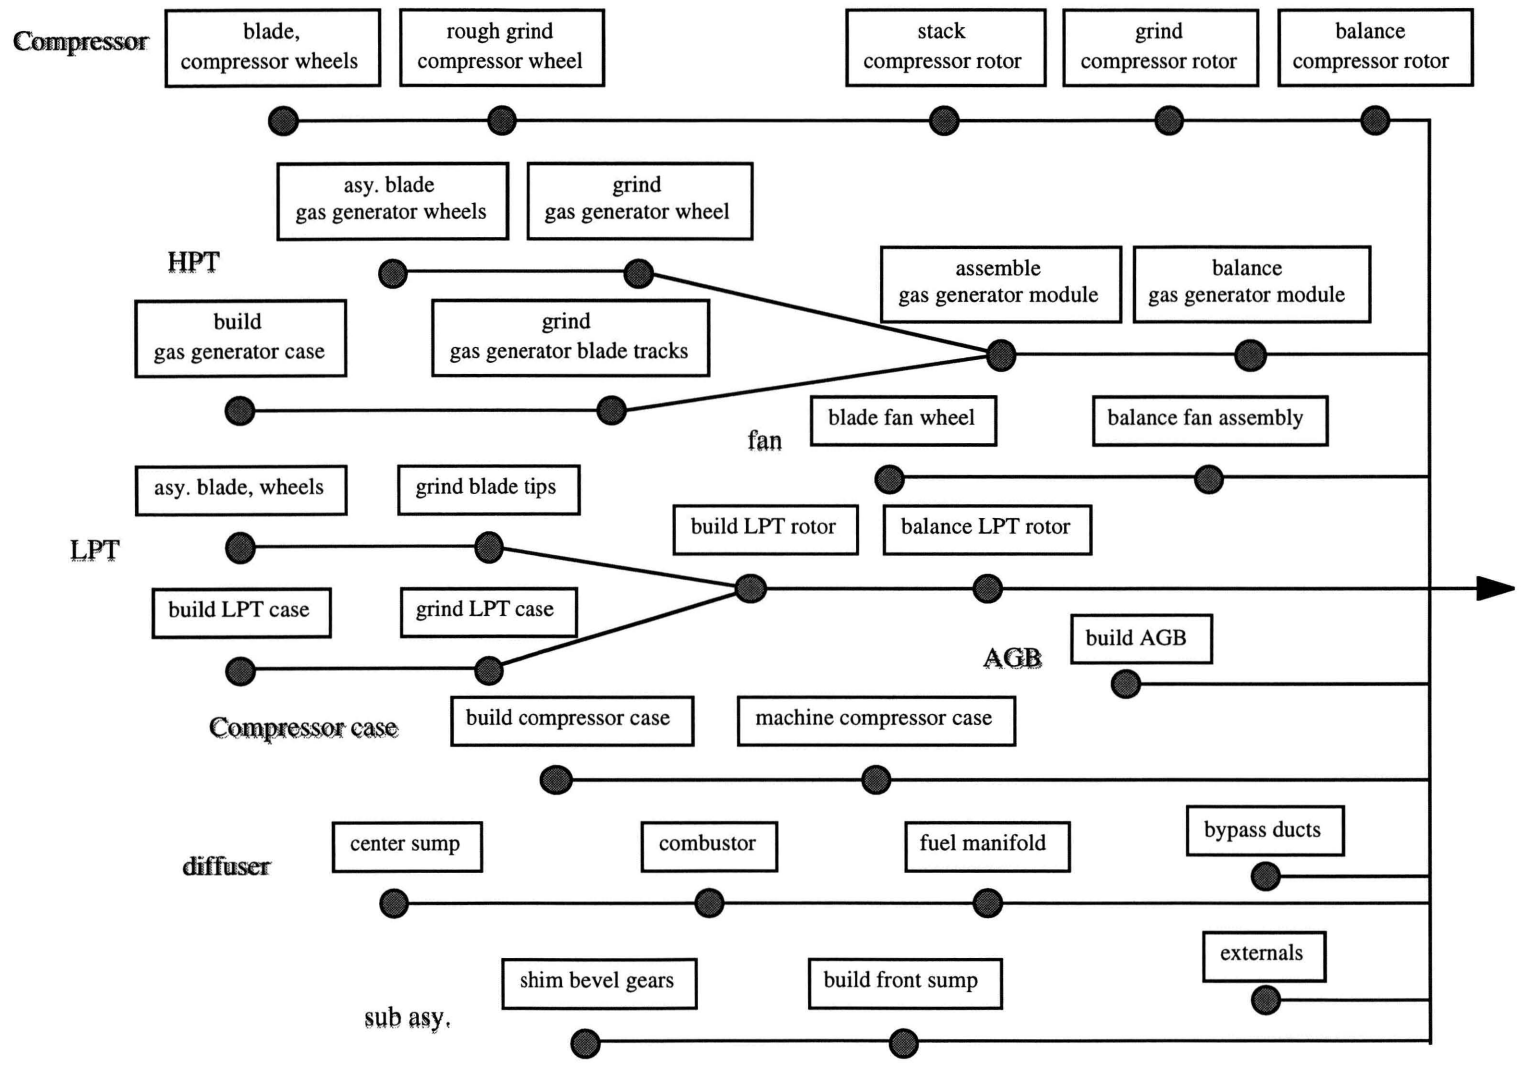 Compressor
blade,
compressor wheels
rough grind
compressor wheel
stack
compressor rotor
grind
compressor rotor
balance
compressor rotor
asy. blade
gas generator wheels
grind
gas generator wheel
HPT
assemble
gas generator module
balance
gas generator module
build
gas generator case
grind
gas generator blade tracks
fan
blade fan wheel
balance fan assembly
asy. blade, wheels
grind blade tips
LPT
build LPT rotor
balance LPT rotor
build LPT case
grind LPT case
AGB
build AGB
Compressor case
build compressor case
machine compressor case
diffuser
center sump
combustor
fuel manifold
bypass ducts
externals
sub asy.
shim bevel gears
build front sump